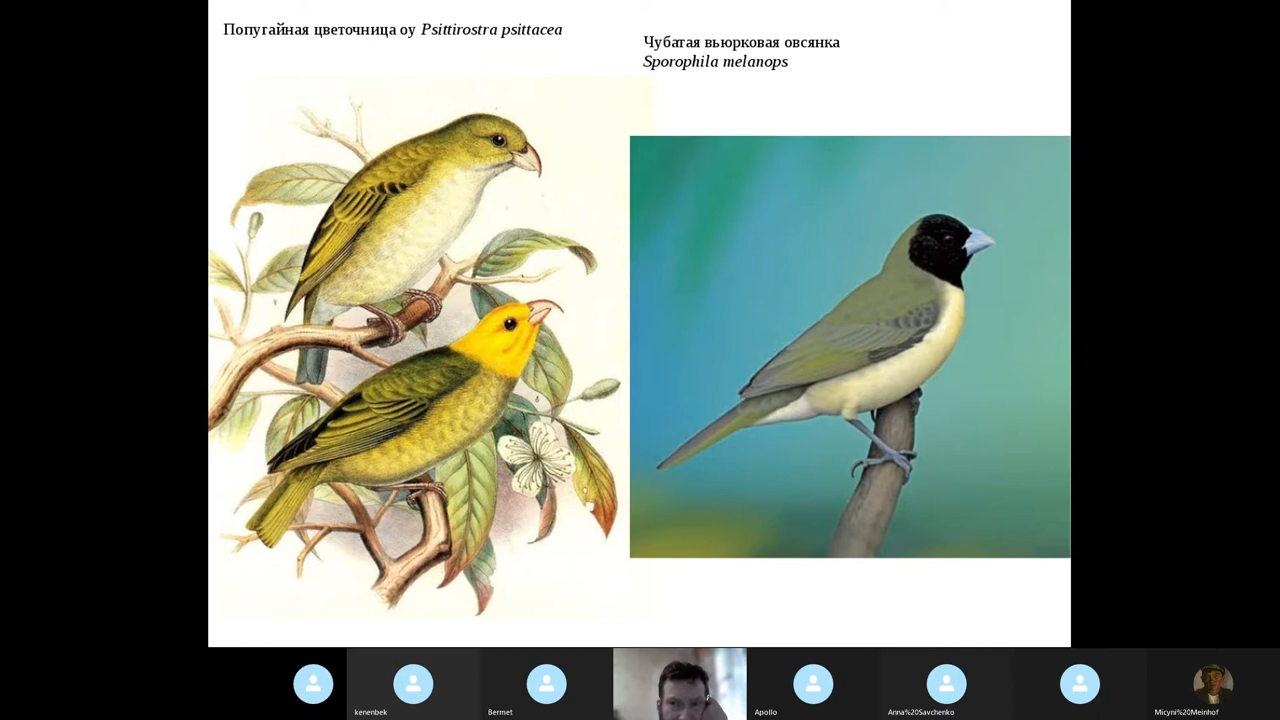 Попугайная цветочница оу Psittirostra psittacea
Чубатая вьюрковая овсянка
Sporophila melanops
kenenbek
Bermet
Apollo
Anna%20Savchenko
Micyni%20Meinhof